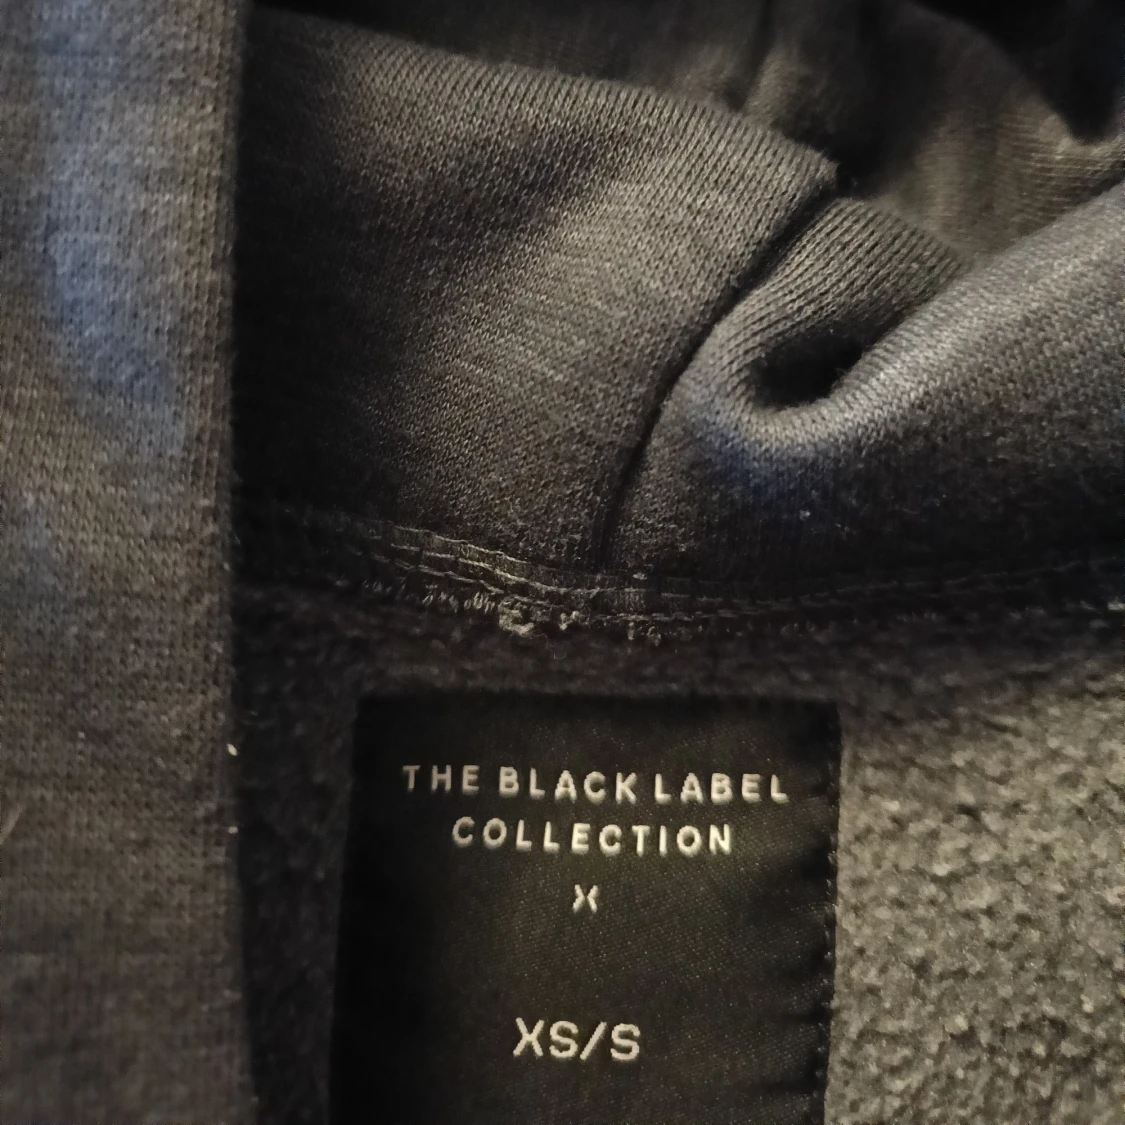 THE BLACK LABEL
COLLECTION
X
XS/S